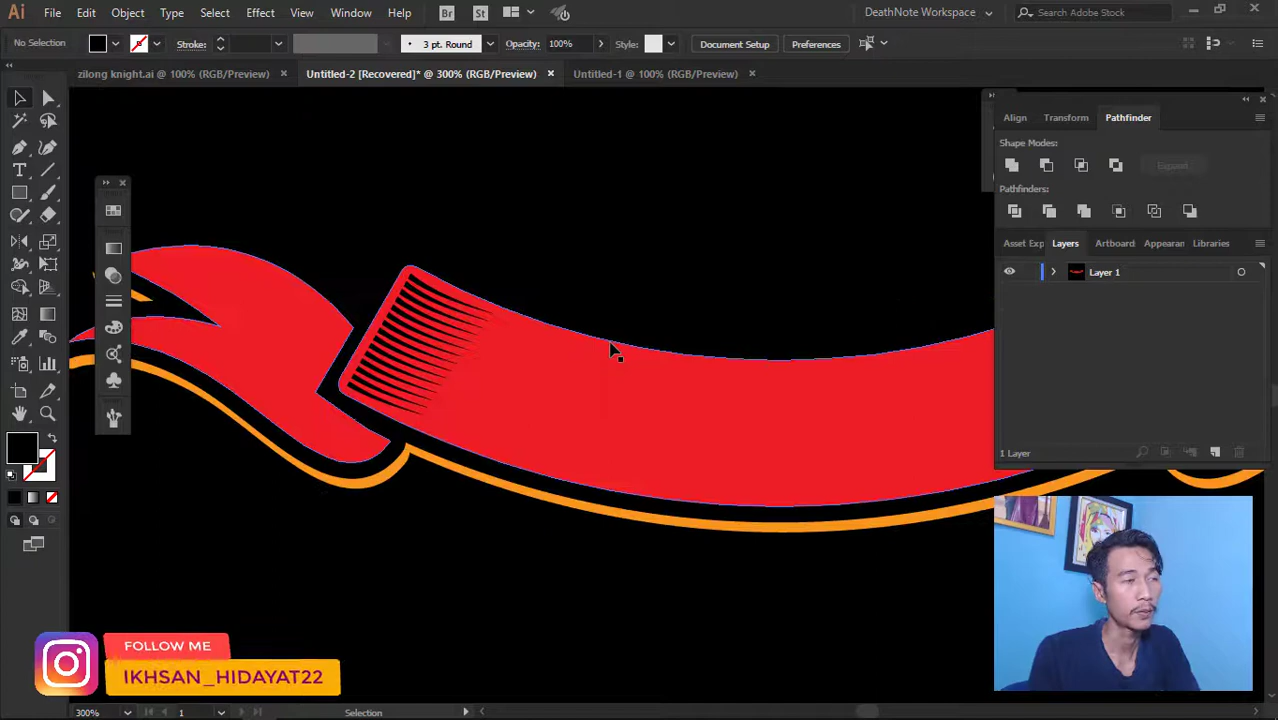 Ai File Edit Object Type Select Effect View Window Help Br St DeathNote Workspace Search Adobe Stock
No Selection Stroke: 3 pt. Round Opacity: 100% Style: Document Setup Preferences
zilong knight.ai @ 100% (RGB/Preview) Untitled-2 [Recovered]* @ 300% (RGB/Preview) Untitled-1 @ 100% (RGB/Preview)
Align Transform Pathfinder
Shape Modes:
Expand
Pathfinders:
Asset Exp Layers Artboard Appearan Libraries
Layer 1
1 Layer
FOLLOW ME
IKHSAN_HIDAYAT22
300% 1 Selection